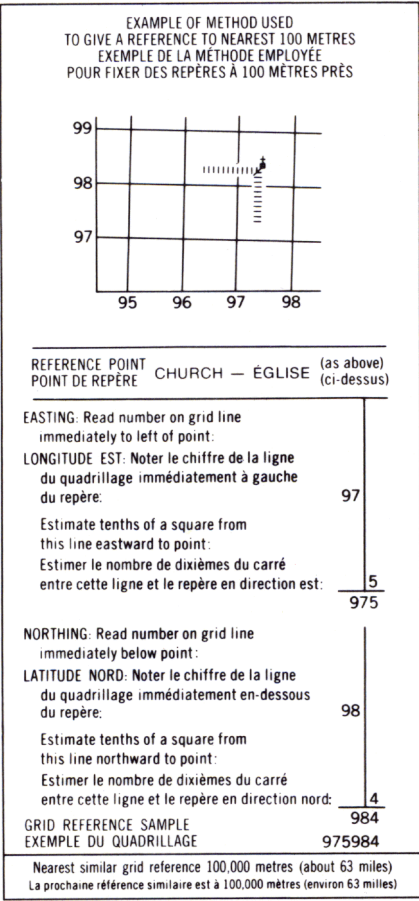 EXAMPLE OF METHOD USED
TO GIVE A REFERENCE TO NEAREST 100 METRES
EXEMPLE DE LA MÉTHODE EMPLOYÉE
POUR FIXER DES REPÈRES À 100 MÈTRES PRÈS
99
98
97
95 96 97 98
REFERENCE POINT
POINT DE REPÈRE CHURCH — ÉGLISE (as above)
(ci-dessus)
EASTING: Read number on grid line
immediately to left of point:
LONGITUDE EST: Noter le chiffre de la ligne
du quadrillage immédiatement à gauche
du repère: 97
Estimate tenths of a square from
this line eastward to point:
Estimer le nombre de dixièmes du carré
entre cette ligne et le repère en direction est: 5
975
NORTHING: Read number on grid line
immediately below point:
LATITUDE NORD: Noter le chiffre de la ligne
du quadrillage immédiatement en-dessous
du repère: 98
Estimate tenths of a square from
this line northward to point:
Estimer le nombre de dixièmes du carré
entre cette ligne et le repère en direction nord: 4
984
GRID REFERENCE SAMPLE
EXEMPLE DU QUADRILLAGE 975984
Nearest similar grid reference 100,000 metres (about 63 miles)
La prochaine référence similaire est à 100,000 mètres (environ 63 milles)